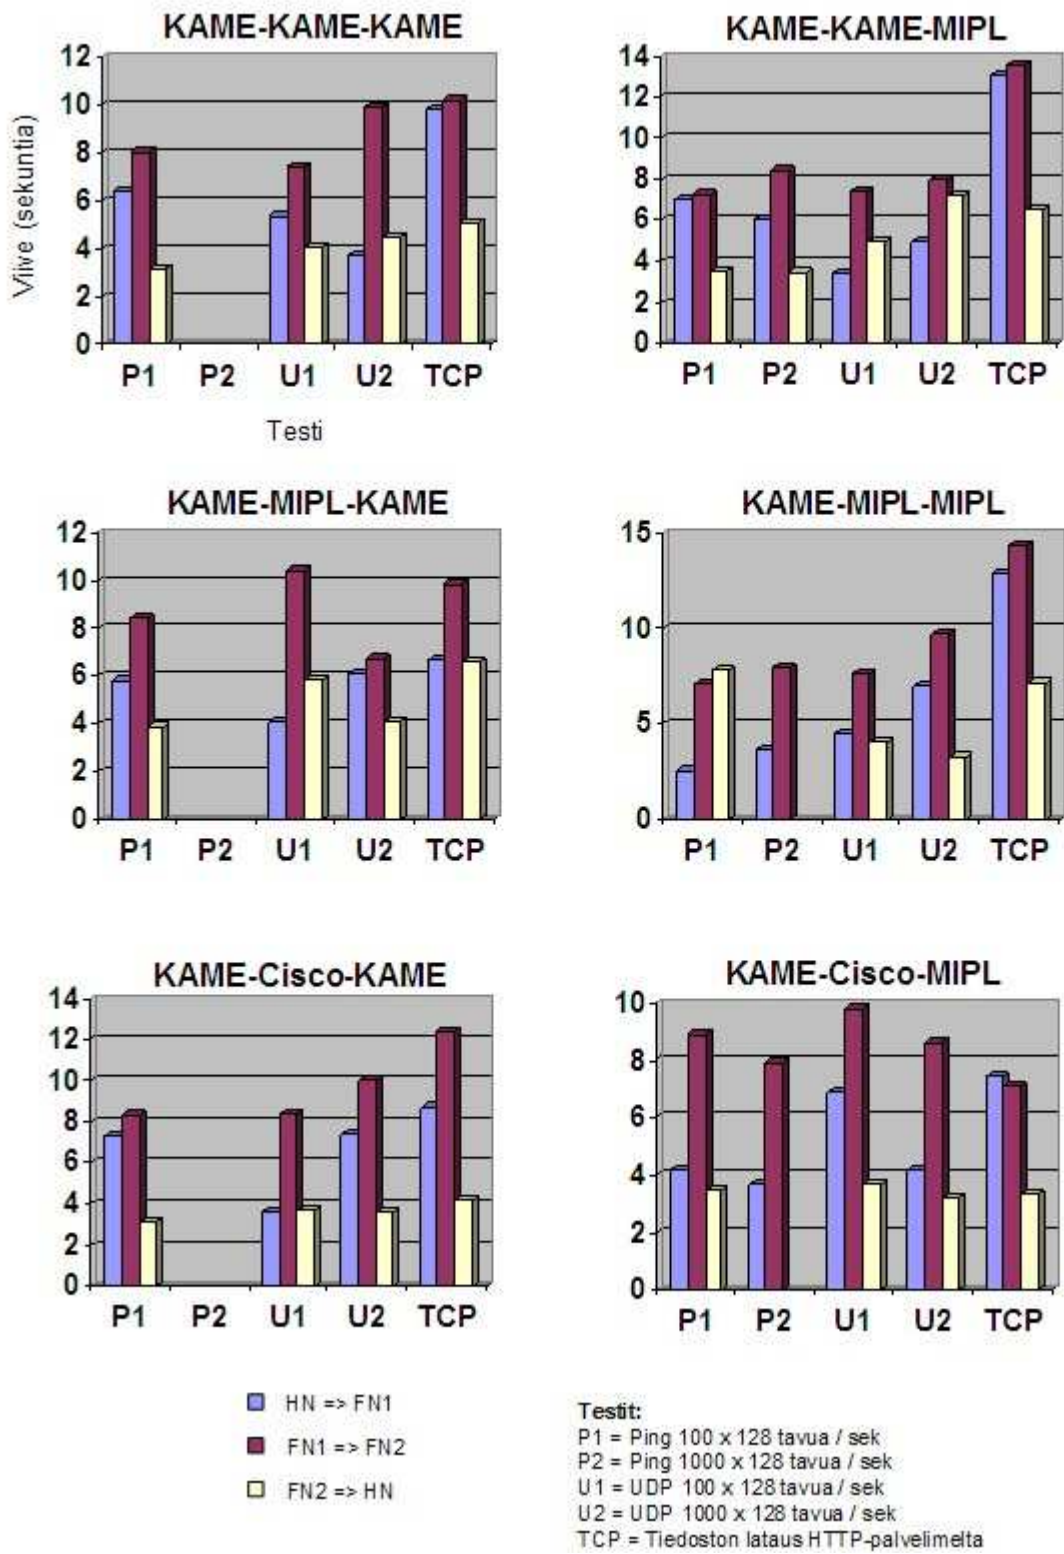 KAME-KAME-KAME
12
10
8
6
4
2
0
Viive (sekuntia)
P1 P2 U1 U2 TCP
Testi
KAME-KAME-MIPL
14
12
10
8
6
4
2
0
P1 P2 U1 U2 TCP
KAME-MIPL-KAME
12
10
8
6
4
2
0
P1 P2 U1 U2 TCP
KAME-MIPL-MIPL
15
10
5
0
P1 P2 U1 U2 TCP
KAME-Cisco-KAME
14
12
10
8
6
4
2
0
P1 P2 U1 U2 TCP
KAME-Cisco-MIPL
10
8
6
4
2
0
P1 P2 U1 U2 TCP
HN => FN1
FN1 => FN2
FN2 => HN
Testit:
P1 = Ping 100 x 128 tavua / sek
P2 = Ping 1000 x 128 tavua / sek
U1 = UDP 100 x 128 tavua / sek
U2 = UDP 1000 x 128 tavua / sek
TCP = Tiedoston lataus HTTP-palvelimelta